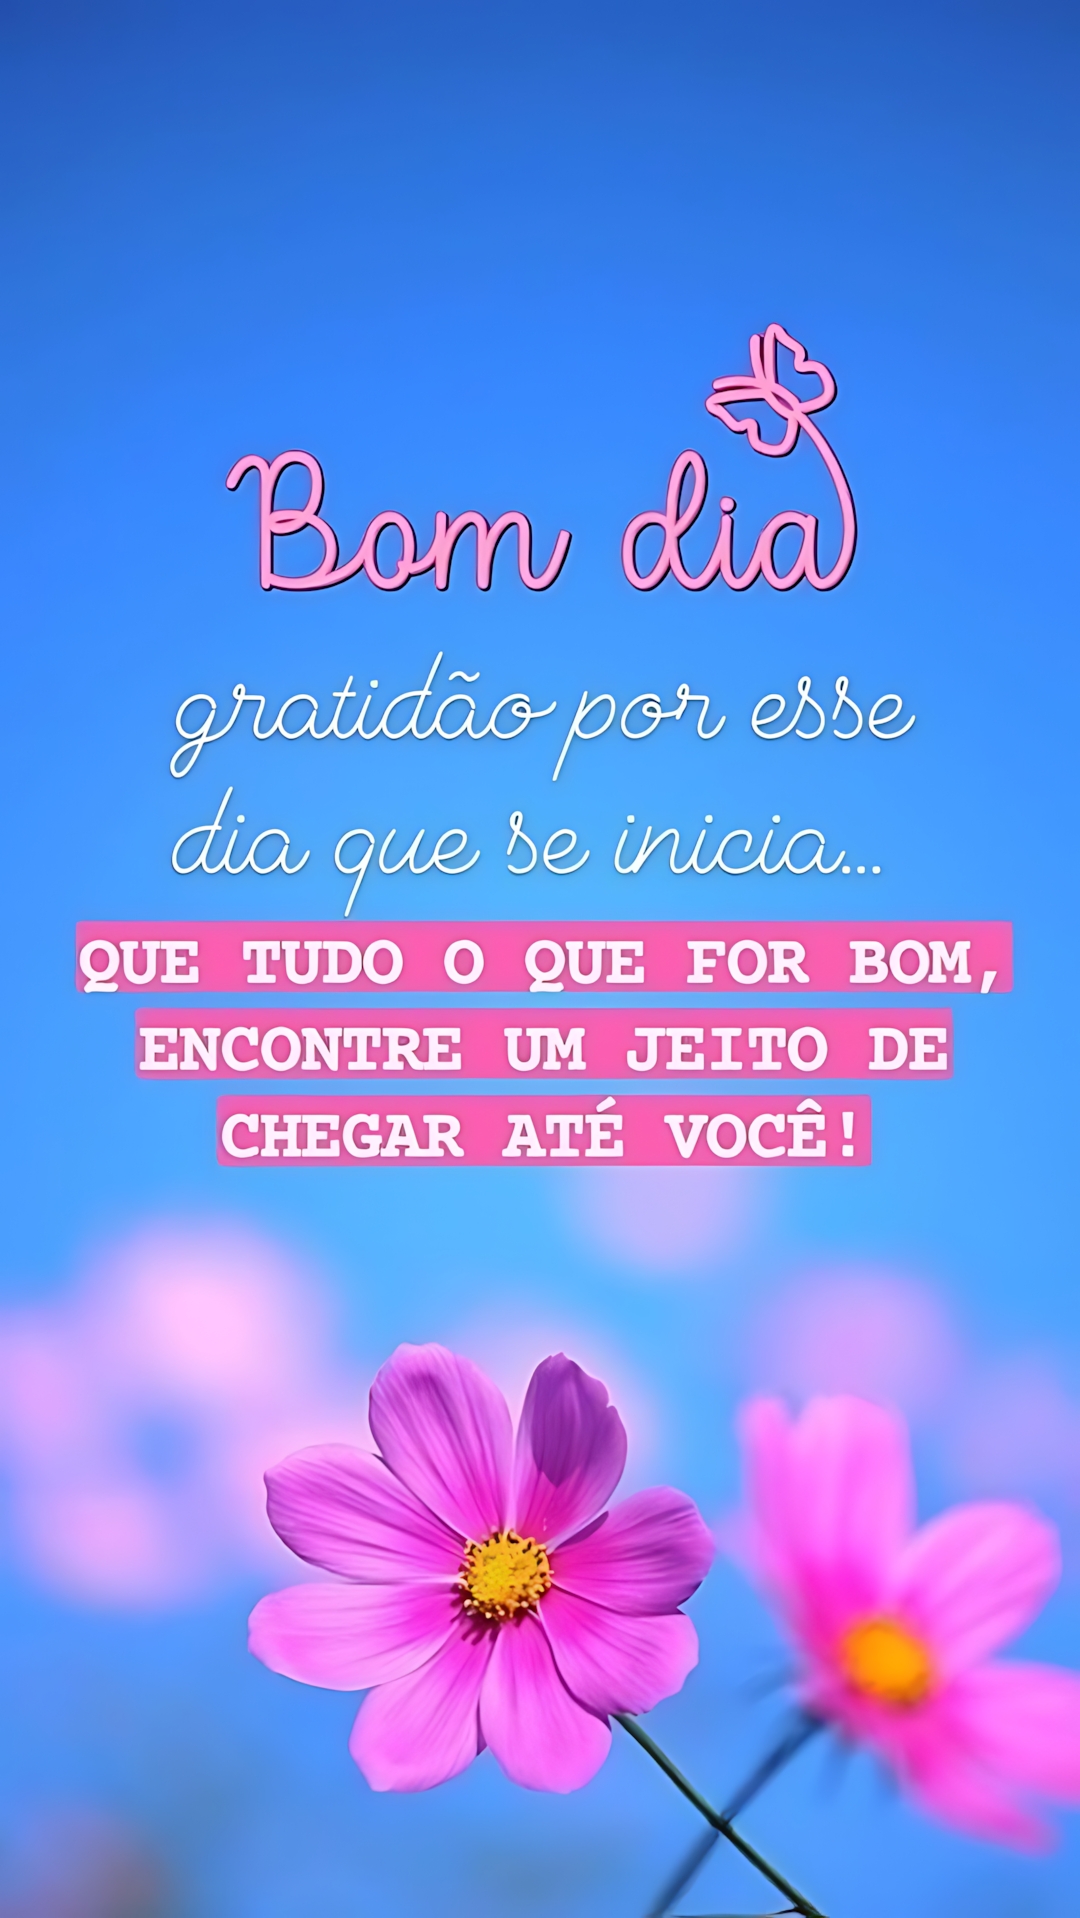 Bom dia
gratidão por esse
dia que se inicia...
QUE TUDO O QUE FOR BOM,
ENCONTRE UM JEITO DE
CHEGAR ATÉ VOCÊ!